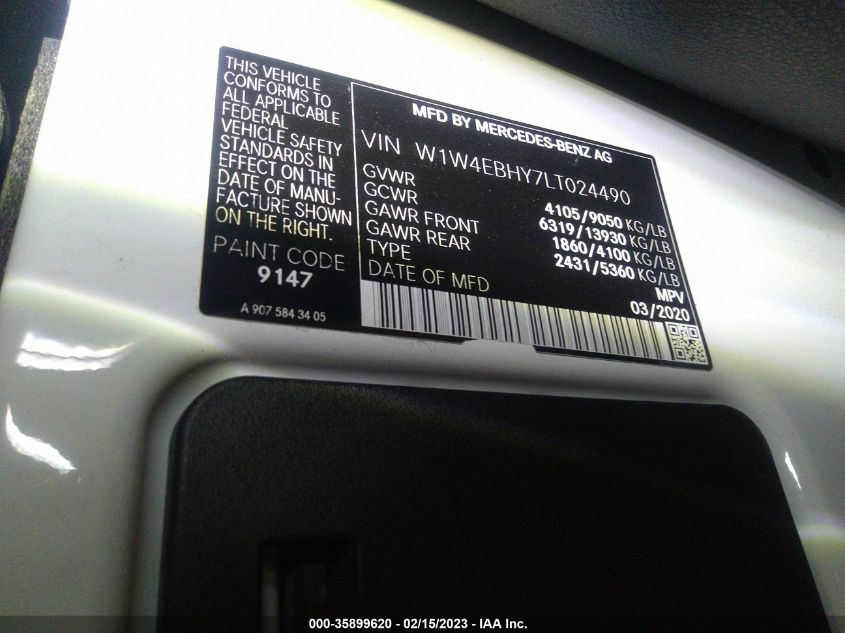 THIS VEHICLE
CONFORMS TO
ALL APPLICABLE
FEDERAL
VEHICLE SAFETY
STANDARDS IN
EFFECT ON THE
DATE OF MANU-
FACTURE SHOWN
ON THE RIGHT.
PAINT CODE
9147
A 907 584 34 05
MFD BY MERCEDES-BENZ AG
VIN W1W4EBHY7LT024490
GVWR 4105/9050 KG/LB
GCWR 6319/13930 KG/LB
GAWR FRONT 1860/4100 KG/LB
GAWR REAR 2431/5360 KG/LB
TYPE MPV
DATE OF MFD 03/2020
000-35899620 - 02/15/2023 - IAA Inc.